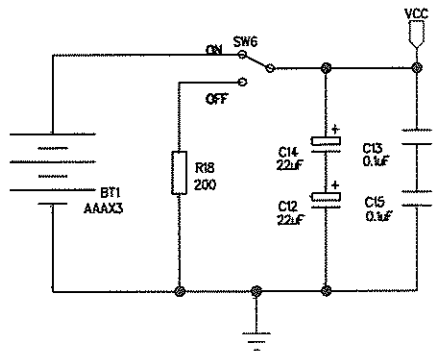 VCC
SW6
ON
OFF
R18
200
C14
22uF
C13
0.1uF
BT1
AAAX3
C12
22uF
C15
0.1uF
+
+